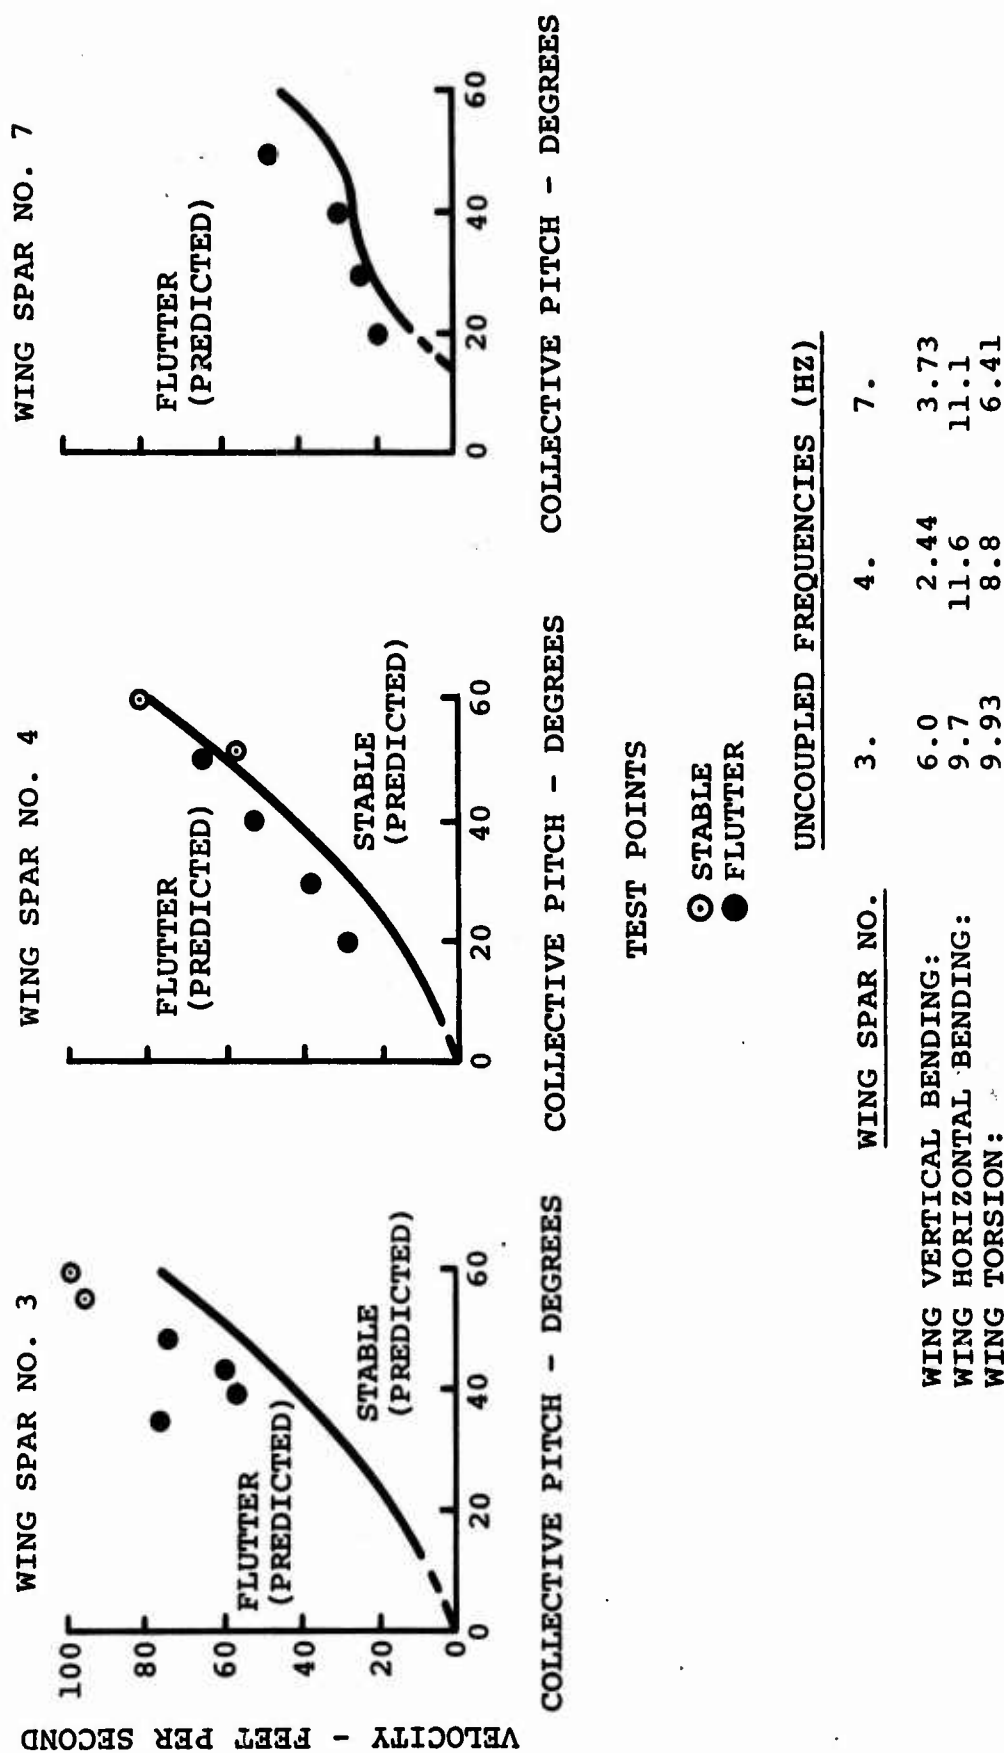 WING SPAR NO. 3
WING SPAR NO. 4
WING SPAR NO. 7
VELOCITY - FEET PER SECOND
100
80
60
40
20
0
FLUTTER
(PREDICTED)
STABLE
(PREDICTED)
0 20 40 60
COLLECTIVE PITCH - DEGREES
FLUTTER
(PREDICTED)
STABLE
(PREDICTED)
0 20 40 60
COLLECTIVE PITCH - DEGREES
FLUTTER
(PREDICTED)
0 20 40 60
COLLECTIVE PITCH - DEGREES
TEST POINTS
STABLE
FLUTTER
UNCOUPLED FREQUENCIES (HZ)
WING SPAR NO. 3. 4. 7.
WING VERTICAL BENDING: 6.0 2.44 3.73
WING HORIZONTAL BENDING: 9.7 11.6 11.1
WING TORSION: 9.93 8.8 6.41